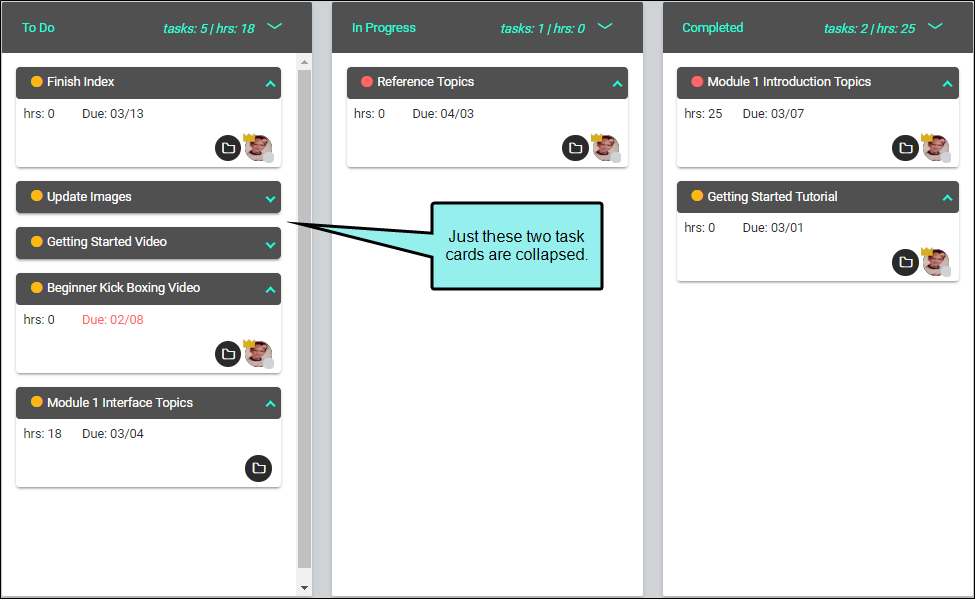 To Do
tasks: 5 | hrs: 18
Finish Index
hrs: 0 Due: 03/13
Update Images
Getting Started Video
Beginner Kick Boxing Video
hrs: 0 Due: 02/08
Module 1 Interface Topics
hrs: 18 Due: 03/04
In Progress
tasks: 1 | hrs: 0
Reference Topics
hrs: 0 Due: 04/03
Just these two task
cards are collapsed.
Completed
tasks: 2 | hrs: 25
Module 1 Introduction Topics
hrs: 25 Due: 03/07
Getting Started Tutorial
hrs: 0 Due: 03/01